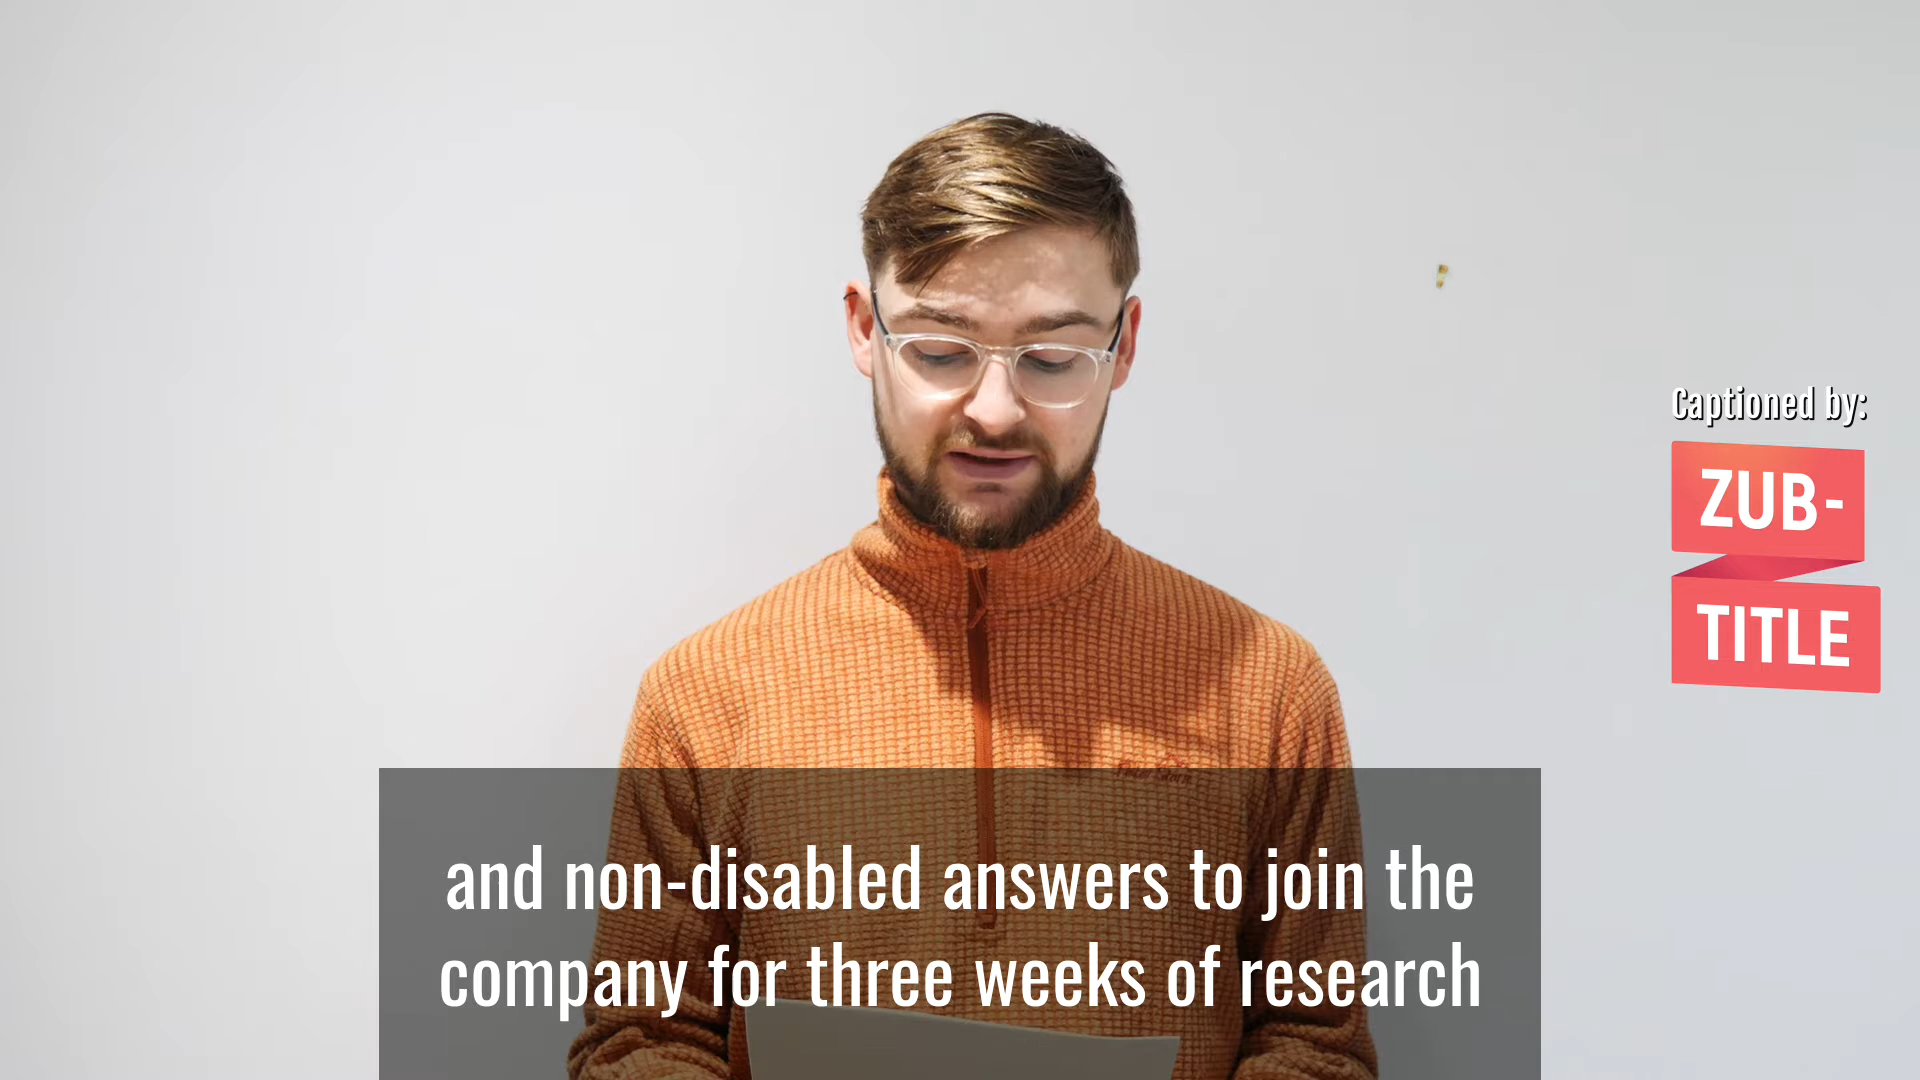 Captioned by:
ZUB-
TITLE
and non-disabled answers to join the
company for three weeks of research